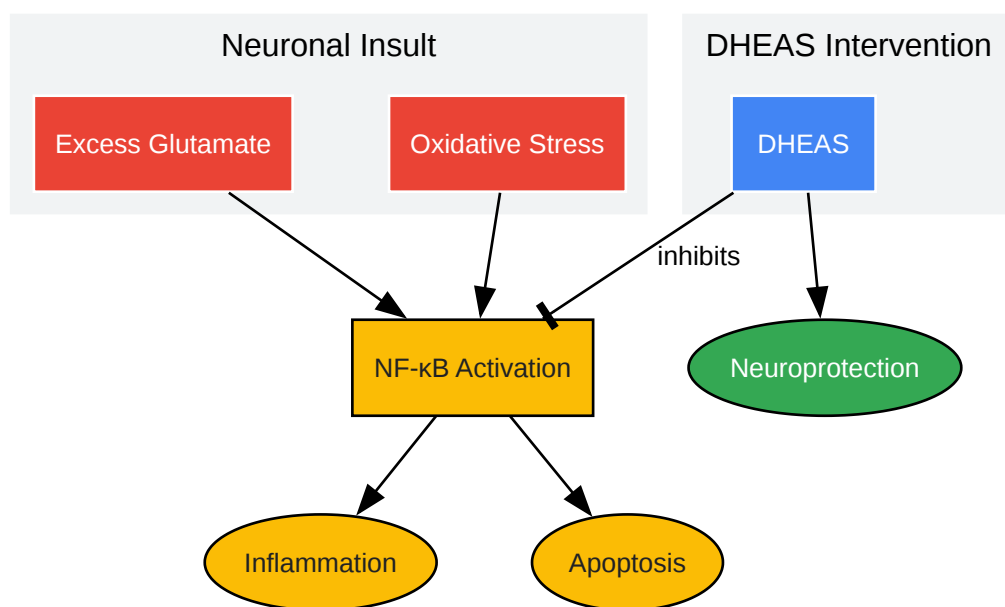 Neuronal Insult
DHEAS Intervention
Excess Glutamate
Oxidative Stress
DHEAS
inhibits
NF-κB Activation
Neuroprotection
Inflammation
Apoptosis